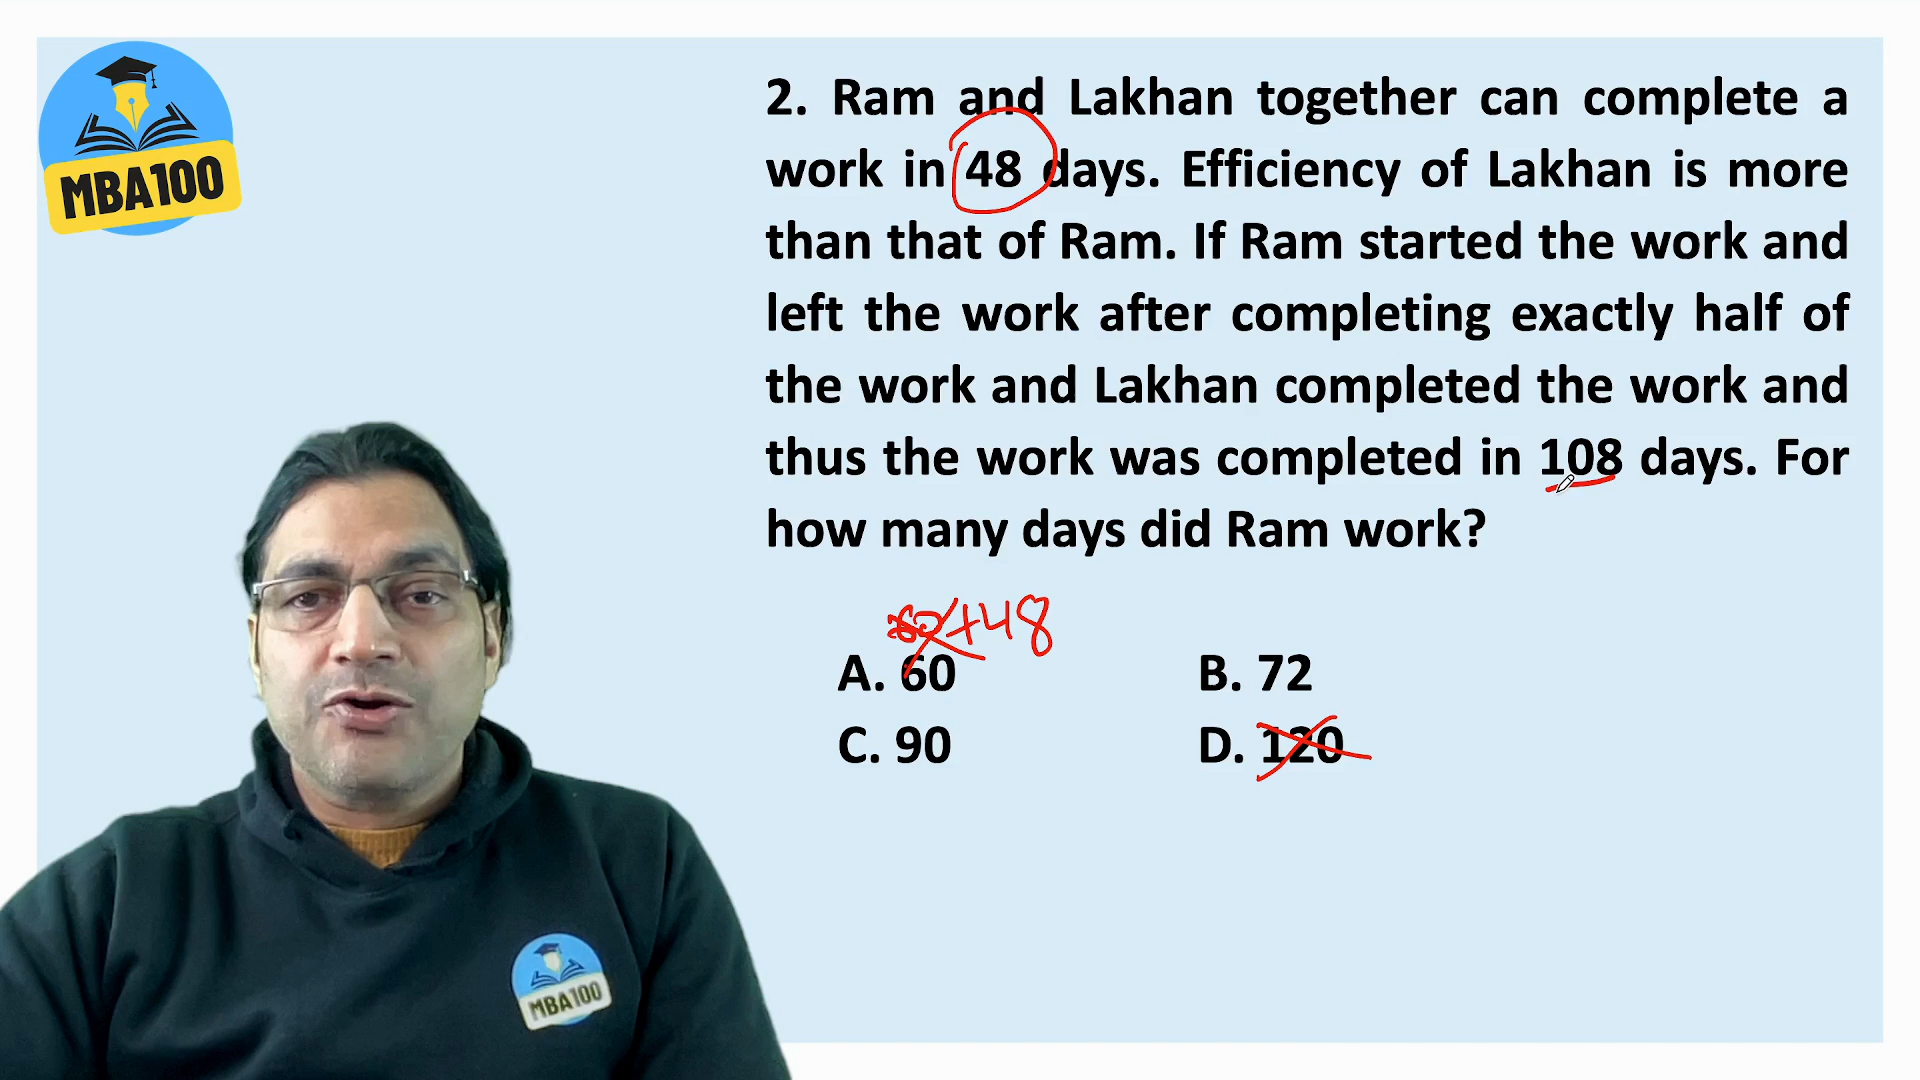 MBA100
2. Ram and Lakhan together can complete a
work in 48 days. Efficiency of Lakhan is more
than that of Ram. If Ram started the work and
left the work after completing exactly half of
the work and Lakhan completed the work and
thus the work was completed in 108 days. For
how many days did Ram work?
60+48
A. 60 B. 72
C. 90 D. 120
MBA100